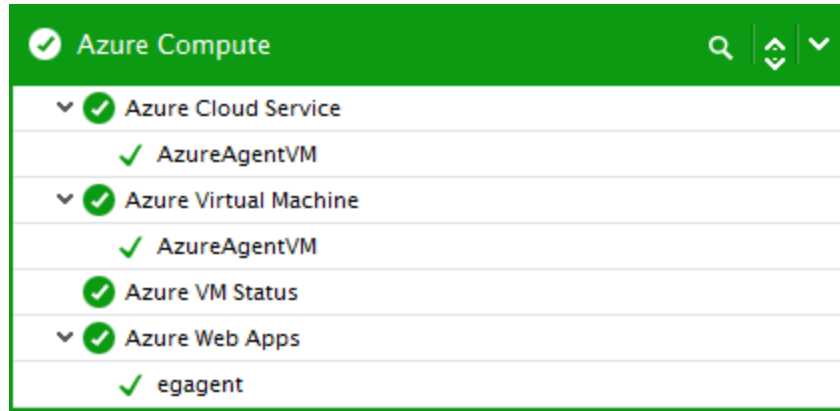 Azure Compute
Azure Cloud Service
AzureAgentVM
Azure Virtual Machine
AzureAgentVM
Azure VM Status
Azure Web Apps
egagent